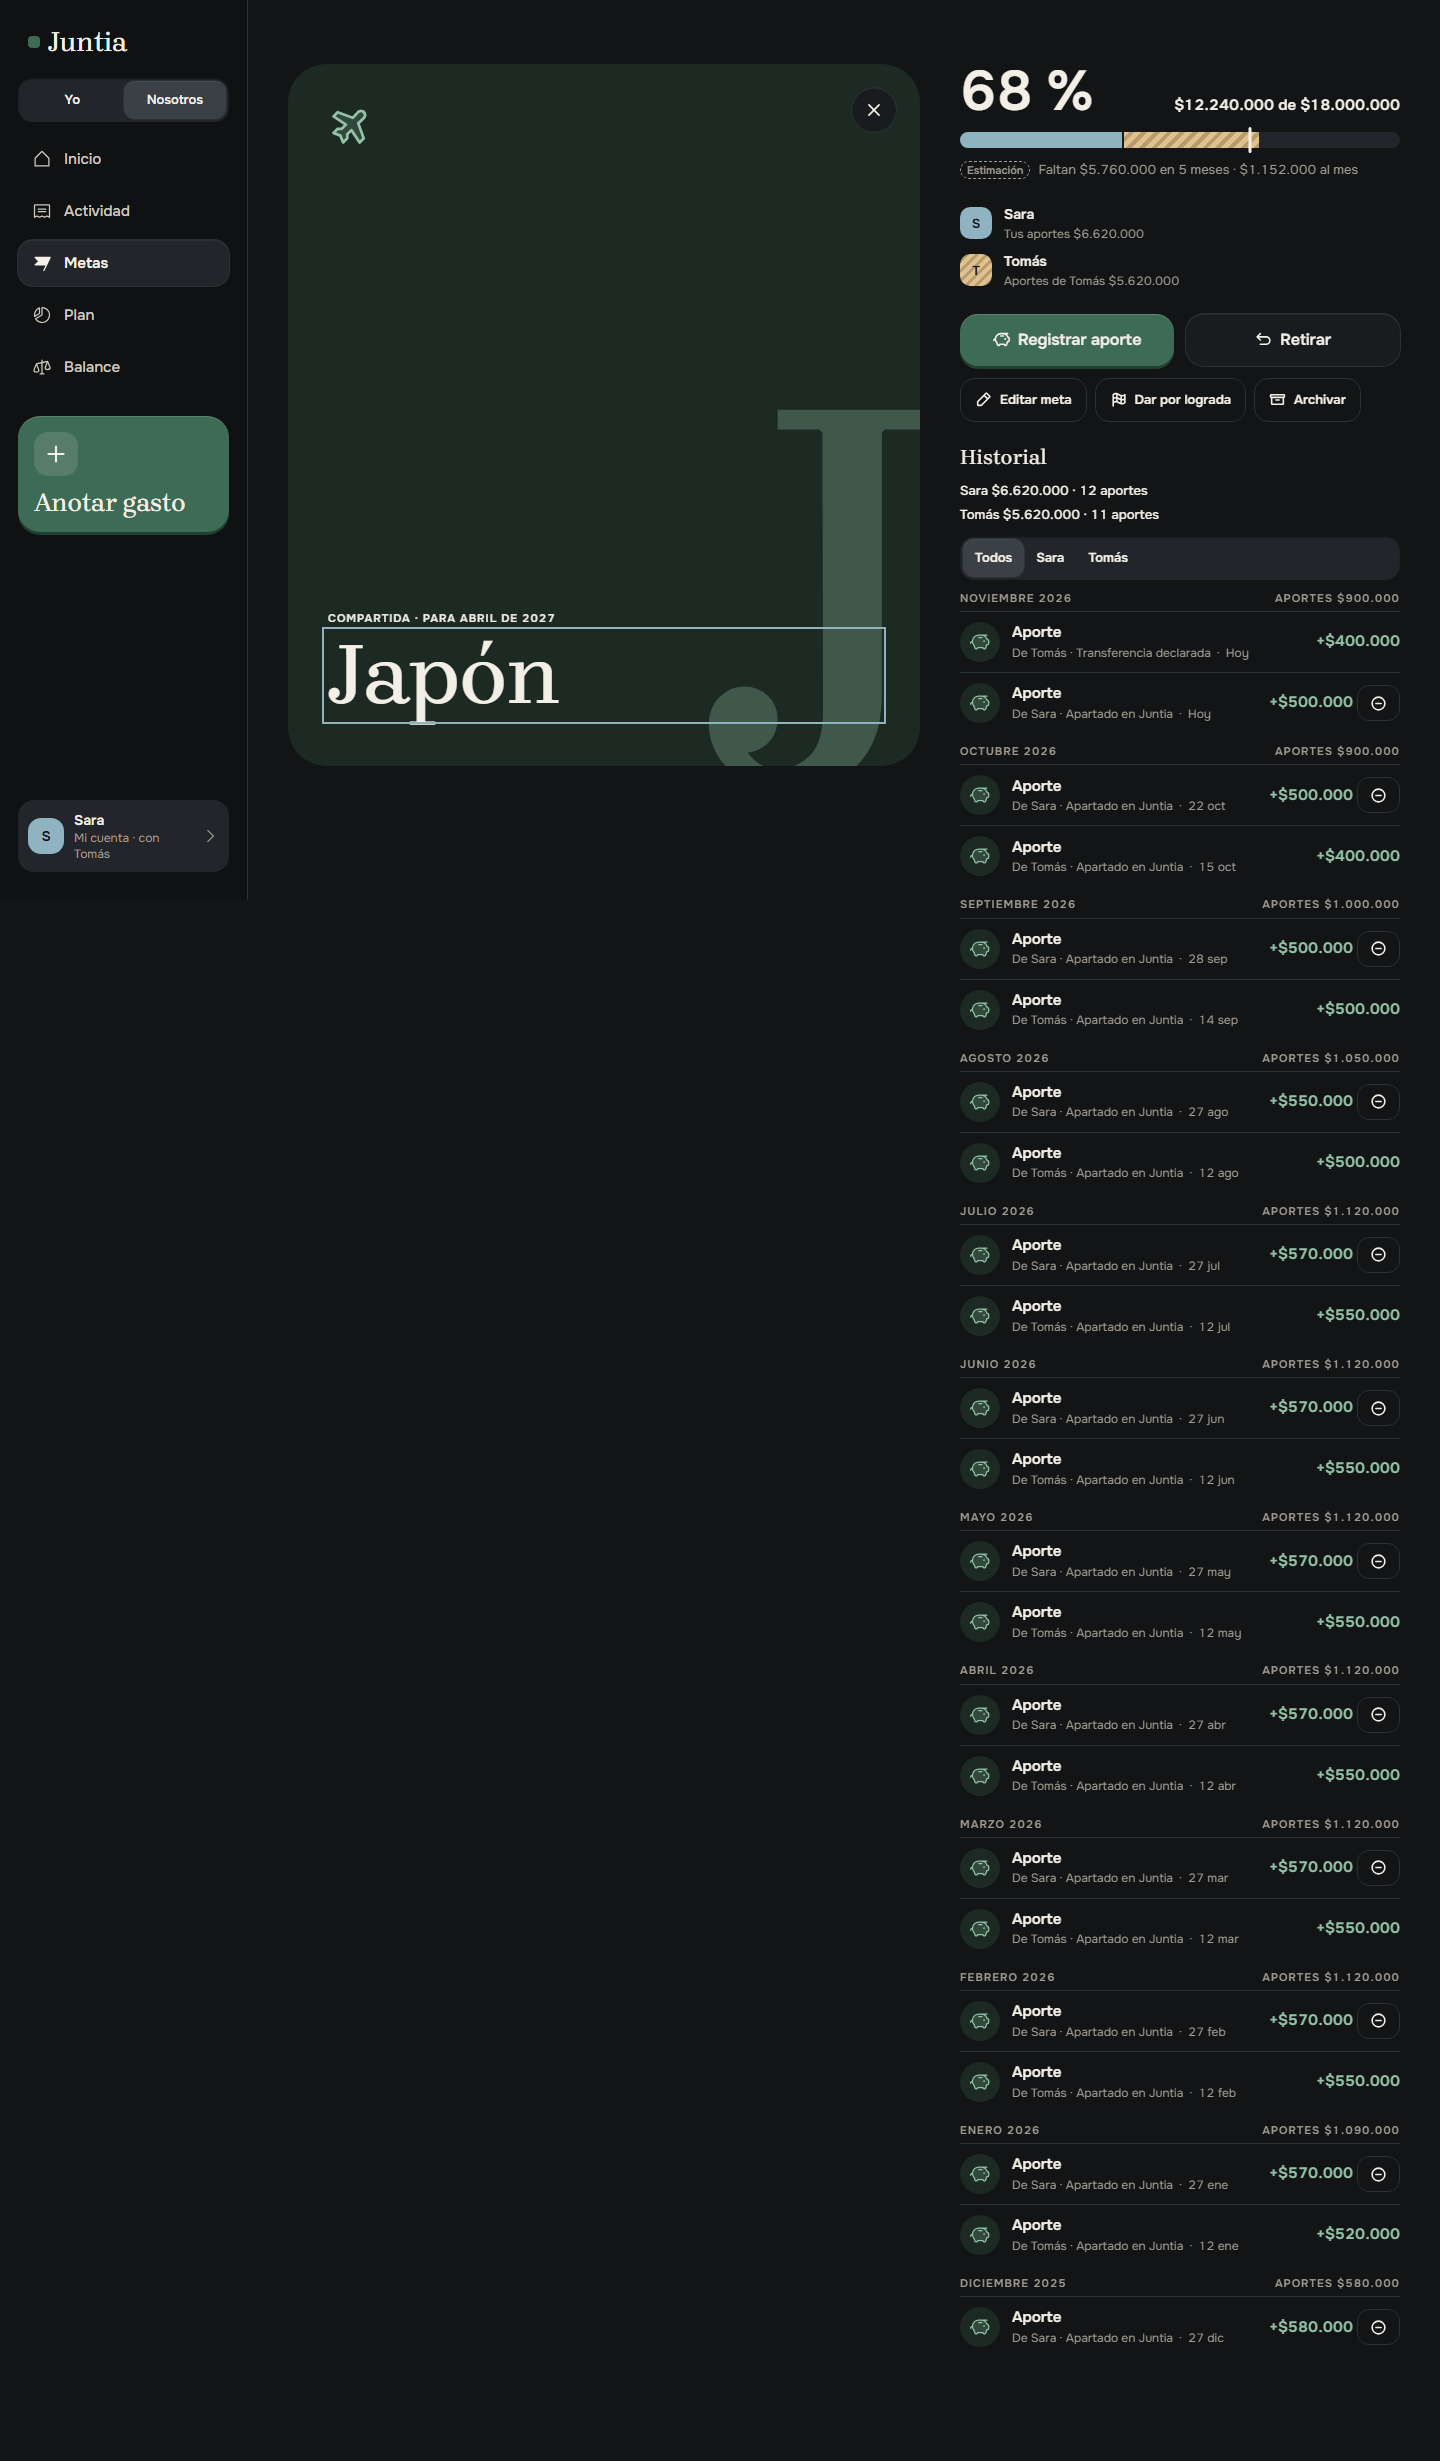 Juntia
Yo
Nosotros
Inicio
Actividad
Metas
Plan
Balance
Anotar gasto
S
Sara
Mi cuenta · con
Tomás
COMPARTIDA · PARA ABRIL DE 2027
Japón
J
68 %
$12.240.000 de $18.000.000
Estimación
Faltan $5.760.000 en 5 meses · $1.152.000 al mes
S
Sara
Tus aportes $6.620.000
T
Tomás
Aportes de Tomás $5.620.000
Registrar aporte
Retirar
Editar meta
Dar por lograda
Archivar
Historial
Sara $6.620.000 · 12 aportes
Tomás $5.620.000 · 11 aportes
Todos
Sara
Tomás
NOVIEMBRE 2026 APORTES $900.000
Aporte
+$400.000
De Tomás · Transferencia declarada · Hoy
Aporte
+$500.000
De Sara · Apartado en Juntia · Hoy
OCTUBRE 2026 APORTES $900.000
Aporte
+$500.000
De Sara · Apartado en Juntia · 22 oct
Aporte
+$400.000
De Tomás · Apartado en Juntia · 15 oct
SEPTIEMBRE 2026 APORTES $1.000.000
Aporte
+$500.000
De Sara · Apartado en Juntia · 28 sep
Aporte
+$500.000
De Tomás · Apartado en Juntia · 14 sep
AGOSTO 2026 APORTES $1.050.000
Aporte
+$550.000
De Sara · Apartado en Juntia · 27 ago
Aporte
+$500.000
De Tomás · Apartado en Juntia · 12 ago
JULIO 2026 APORTES $1.120.000
Aporte
+$570.000
De Sara · Apartado en Juntia · 27 jul
Aporte
+$550.000
De Tomás · Apartado en Juntia · 12 jul
JUNIO 2026 APORTES $1.120.000
Aporte
+$570.000
De Sara · Apartado en Juntia · 27 jun
Aporte
+$550.000
De Tomás · Apartado en Juntia · 12 jun
MAYO 2026 APORTES $1.120.000
Aporte
+$570.000
De Sara · Apartado en Juntia · 27 may
Aporte
+$550.000
De Tomás · Apartado en Juntia · 12 may
ABRIL 2026 APORTES $1.120.000
Aporte
+$570.000
De Sara · Apartado en Juntia · 27 abr
Aporte
+$550.000
De Tomás · Apartado en Juntia · 12 abr
MARZO 2026 APORTES $1.120.000
Aporte
+$570.000
De Sara · Apartado en Juntia · 27 mar
Aporte
+$550.000
De Tomás · Apartado en Juntia · 12 mar
FEBRERO 2026 APORTES $1.120.000
Aporte
+$570.000
De Sara · Apartado en Juntia · 27 feb
Aporte
+$550.000
De Tomás · Apartado en Juntia · 12 feb
ENERO 2026 APORTES $1.090.000
Aporte
+$570.000
De Sara · Apartado en Juntia · 27 ene
Aporte
+$520.000
De Tomás · Apartado en Juntia · 12 ene
DICIEMBRE 2025 APORTES $580.000
Aporte
+$580.000
De Sara · Apartado en Juntia · 27 dic